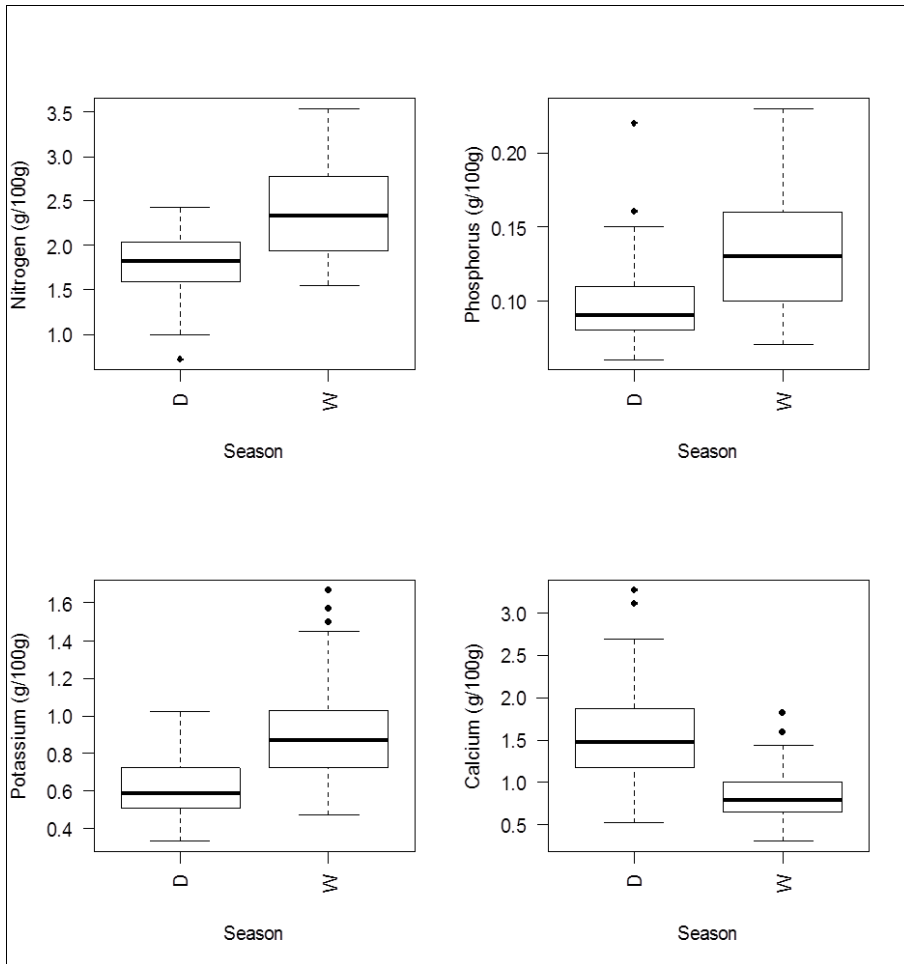 Nitrogen (g/100g)
3.5
3.0
2.5
2.0
1.5
1.0
D
W
Season
Phosphorus (g/100g)
0.20
0.15
0.10
D
W
Season
Potassium (g/100g)
1.6
1.4
1.2
1.0
0.8
0.6
0.4
D
W
Season
Calcium (g/100g)
3.0
2.5
2.0
1.5
1.0
0.5
D
W
Season